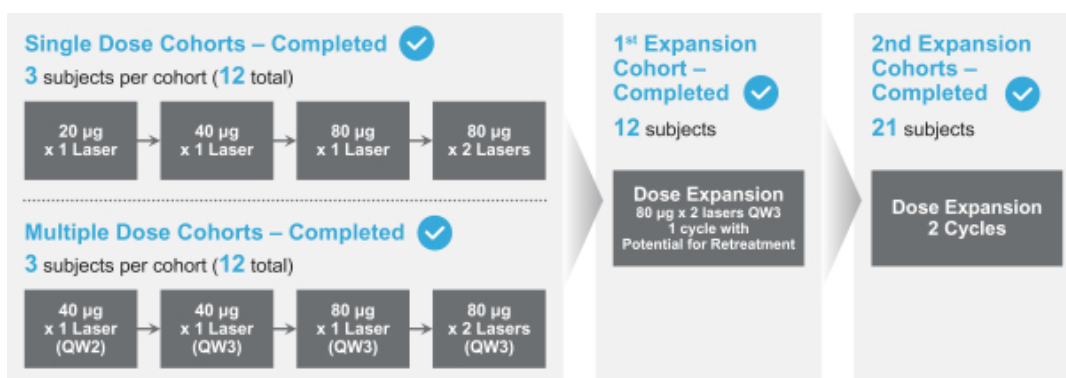 Single Dose Cohorts – Completed
3 subjects per cohort (12 total)
20 µg
x 1 Laser
40 µg
x 1 Laser
80 µg
x 1 Laser
80 µg
x 2 Lasers
Multiple Dose Cohorts – Completed
3 subjects per cohort (12 total)
40 µg
x 1 Laser
(QW2)
40 µg
x 1 Laser
(QW3)
80 µg
x 1 Laser
(QW3)
80 µg
x 2 Lasers
(QW3)
1st Expansion
Cohort –
Completed
12 subjects
Dose Expansion
80 µg x 2 lasers QW3
1 cycle with
Potential for Retreatment
2nd Expansion
Cohorts –
Completed
21 subjects
Dose Expansion
2 Cycles